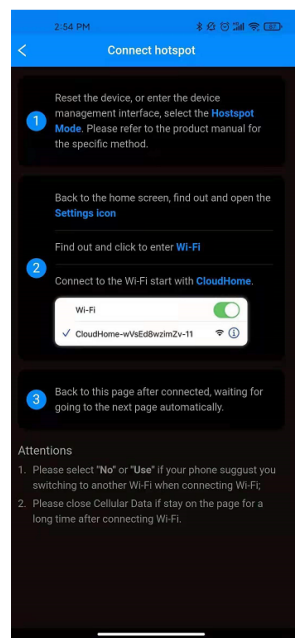 2:54 PM
Connect hotspot
Reset the device, or enter the device
management interface, select the Hostspot
1
Mode. Please refer to the product manual for
the specific method.
Back to the home screen, find out and open the
Settings icon
Find out and click to enter Wi-Fi
2
Connect to the Wi-Fi start with CloudHome.
Wi-Fi
CloudHome-wVsEd8wzimZv-11
3
Back to this page after connected, waiting for
going to the next page automatically.
Attentions
1. Please select "No" or "Use" if your phone suggust you
switching to another Wi-Fi when connecting Wi-Fi;
2. Please close Cellular Data if stay on the page for a
long time after connecting Wi-Fi.